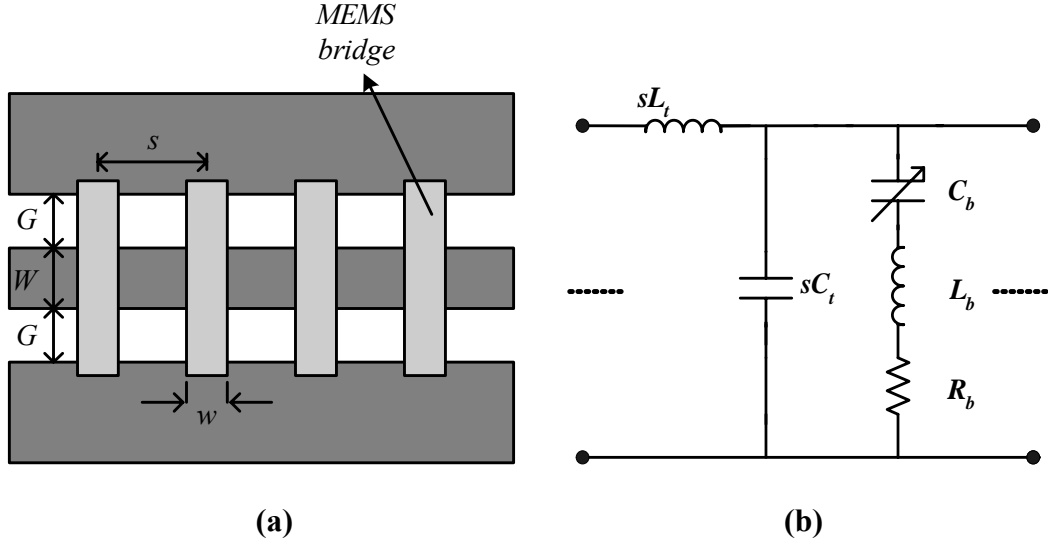 MEMS
bridge
s
G
W
G
w
(a)
sL_t
C_b
sC_t
L_b
R_b
(b)